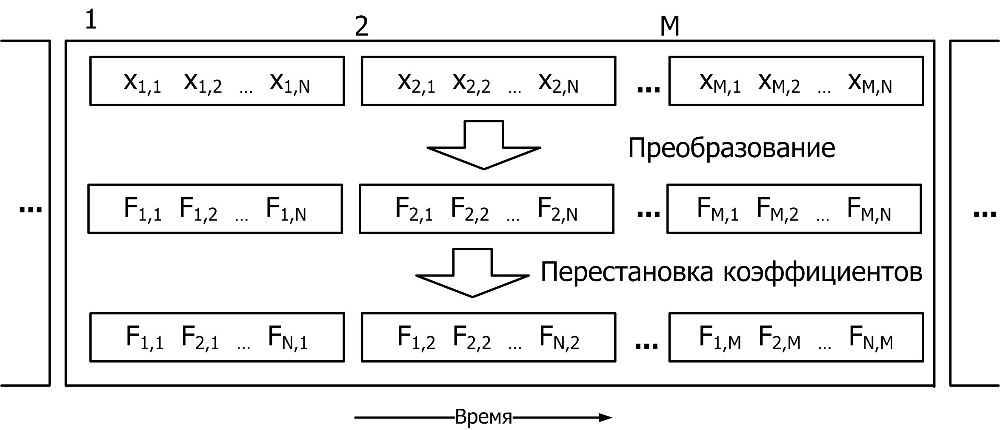 1 2 M
x1,1 x1,2 ... x1,N x2,1 x2,2 ... x2,N ... xM,1 xM,2 ... xM,N
Преобразование
... F1,1 F1,2 ... F1,N F2,1 F2,2 ... F2,N ... FM,1 FM,2 ... FM,N ...
Перестановка коэффициентов
F1,1 F2,1 ... FN,1 F1,2 F2,2 ... FN,2 ... F1,M F2,M ... FN,M
Время